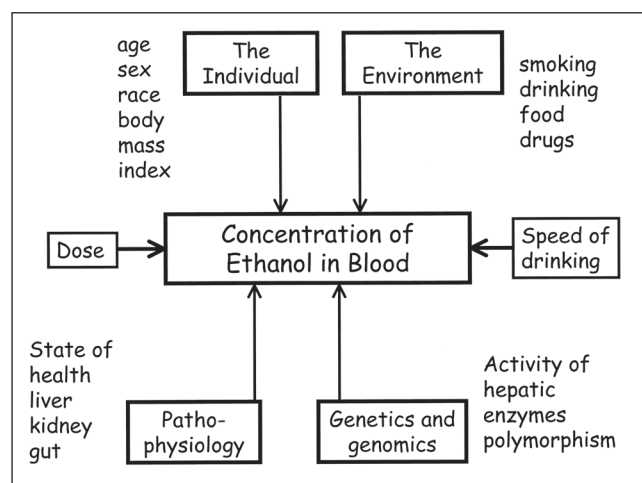 age
sex
race
body
mass
index
The
Individual
The
Environment
smoking
drinking
food
drugs
Dose
Concentration of
Ethanol in Blood
Speed of
drinking
State of
health
liver
kidney
gut
Patho-
physiology
Genetics and
genomics
Activity of
hepatic
enzymes
polymorphism